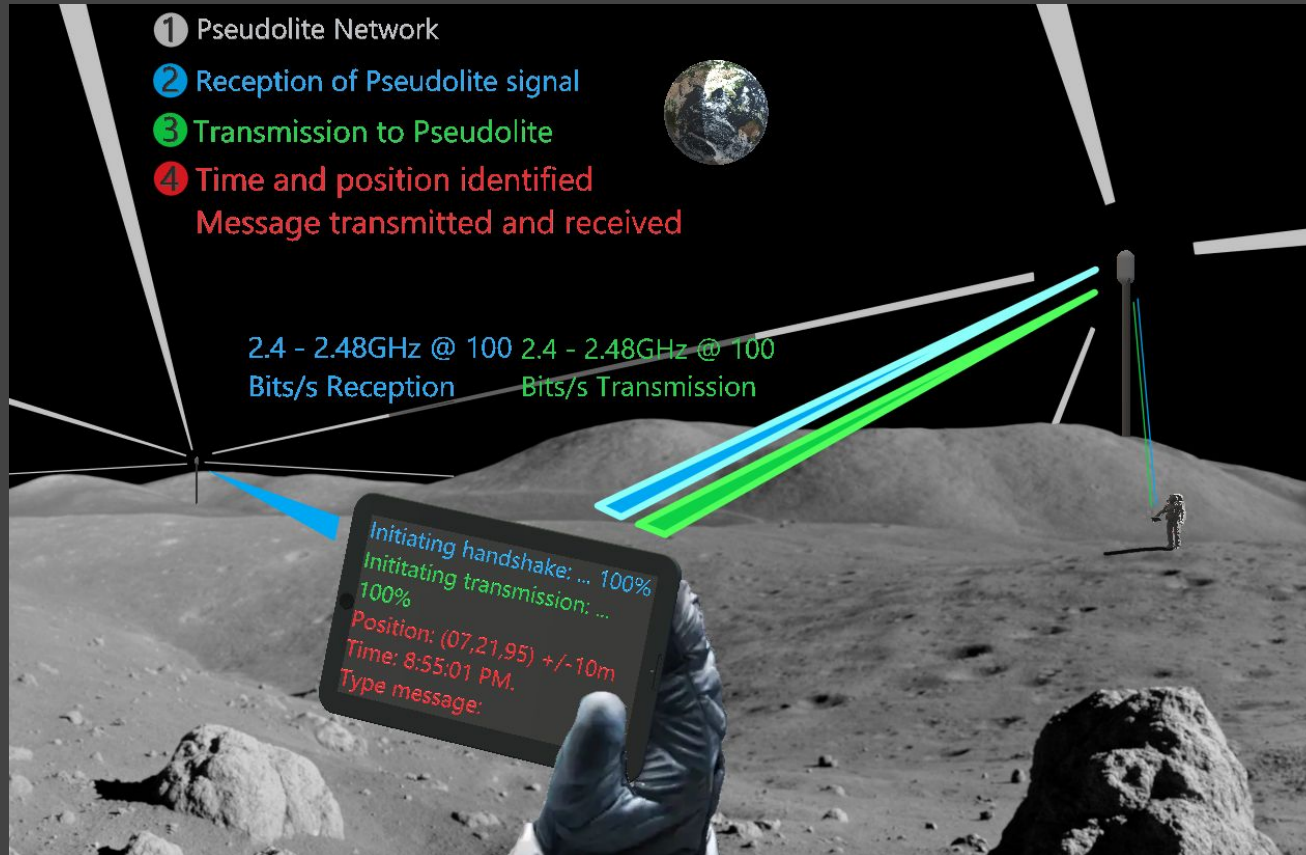 1 Pseudolite Network
2 Reception of Pseudolite signal
3 Transmission to Pseudolite
4 Time and position identified
Message transmitted and received
2.4 - 2.48GHz @ 100
Bits/s Reception
2.4 - 2.48GHz @ 100
Bits/s Transmission
Initiating handshake: ... 100%
Inititating transmission: ...
100%
Position: (07,21,95) +/-10m
Time: 8:55:01 PM.
Type message: